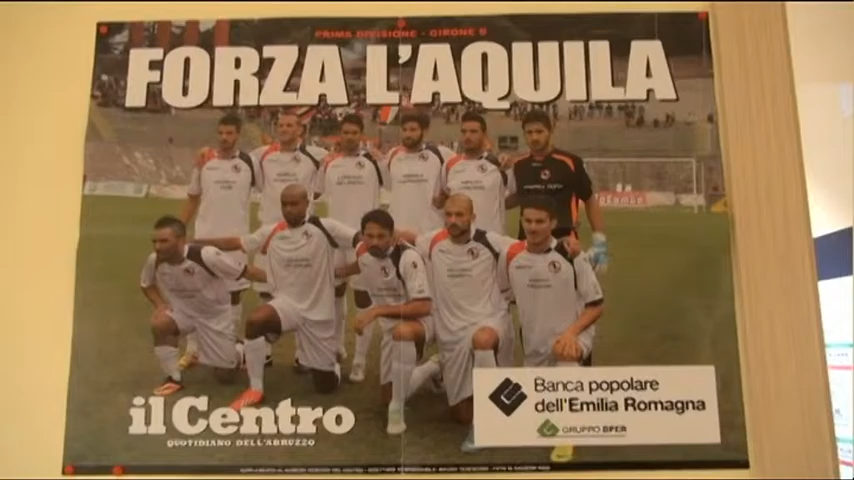 PRIMA DIVISIONE - GIRONE B
FORZA L'AQUILA
il Centro
QUOTIDIANO DELL'ABRUZZO
Banca popolare
dell'Emilia Romagna
GRUPPO BPER